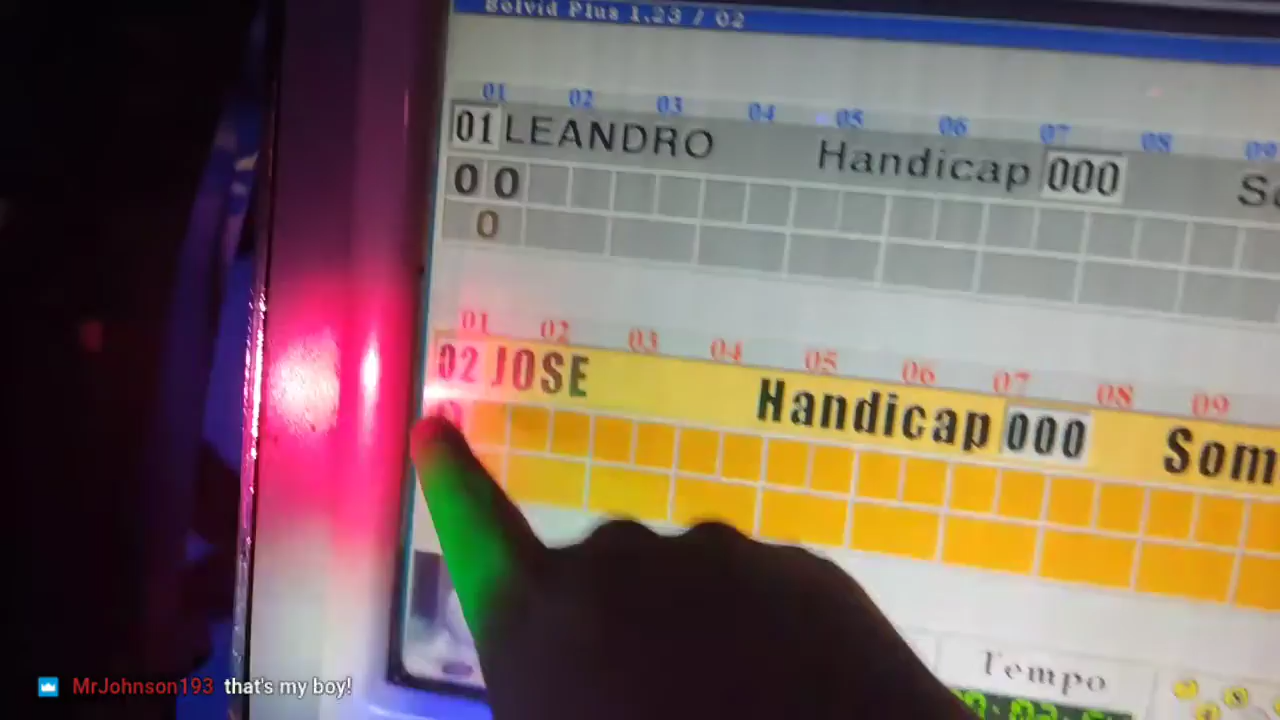 Bolvid Plus 1.23 / 02
01 02 03 04 05 06 07 08 09
01 LEANDRO Handicap 000
0 0
0
01 02 03 04 05 06 07 08 09
02 JOSE Handicap 000 Som
0
Tempo
MrJohnson193 that's my boy!